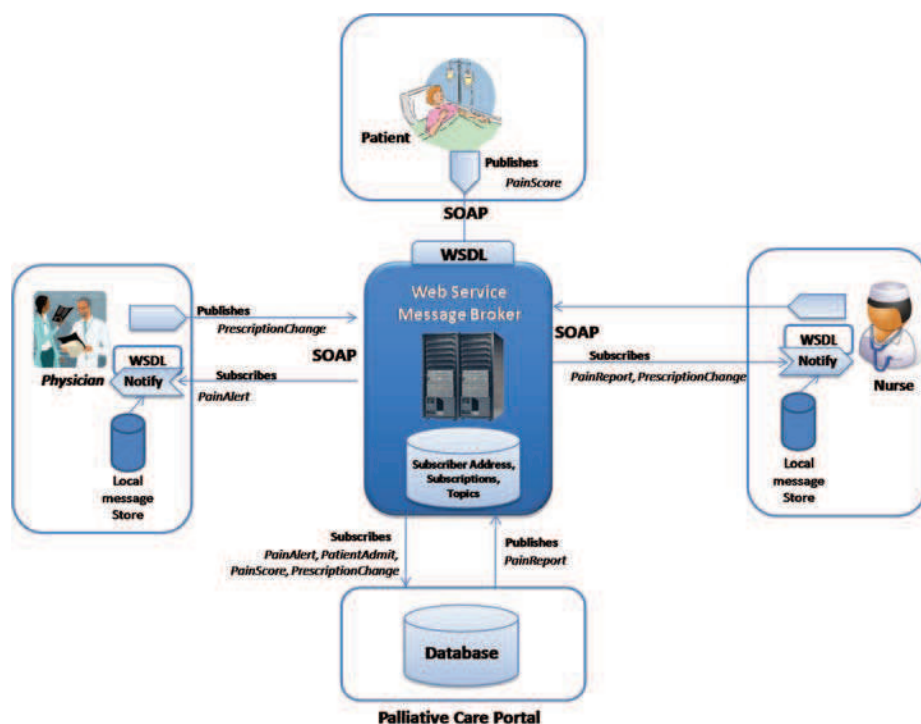 Patient
Publishes
PainScore
SOAP
WSDL
Web Service
Message Broker
Publishes
PrescriptionChange
SOAP
WSDL
Physician
Notify
Subscribes
PainAlert
Local
message
Store
SOAP
Subscribes
PainReport, PrescriptionChange
WSDL
Notify
Nurse
Local
message
Store
Subscriber Address,
Subscriptions,
Topics
Subscribes
PainAlert, PatientAdmit,
PainScore, PrescriptionChange
Publishes
PainReport
Database
Palliative Care Portal